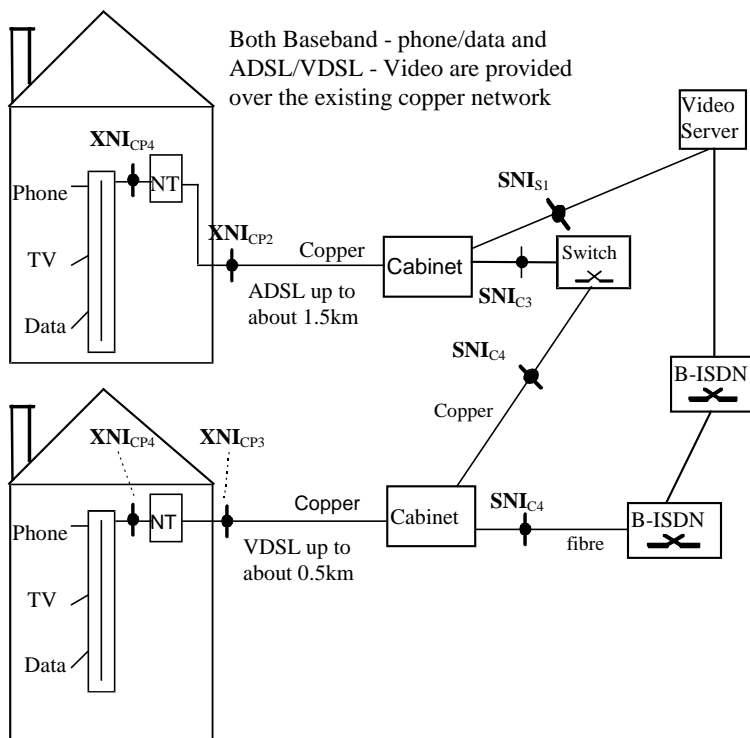 Both Baseband - phone/data and
ADSL/VDSL - Video are provided
over the existing copper network
Video
Server
XNICP4
NT
Phone
TV
Data
XNICP2
Copper
ADSL up to
about 1.5km
Cabinet
SNIS1
SNIC3
Switch
SNIC4
Copper
B-ISDN
XNICP4
XNICP3
NT
Phone
TV
Data
Copper
VDSL up to
about 0.5km
Cabinet
SNIC4
fibre
B-ISDN